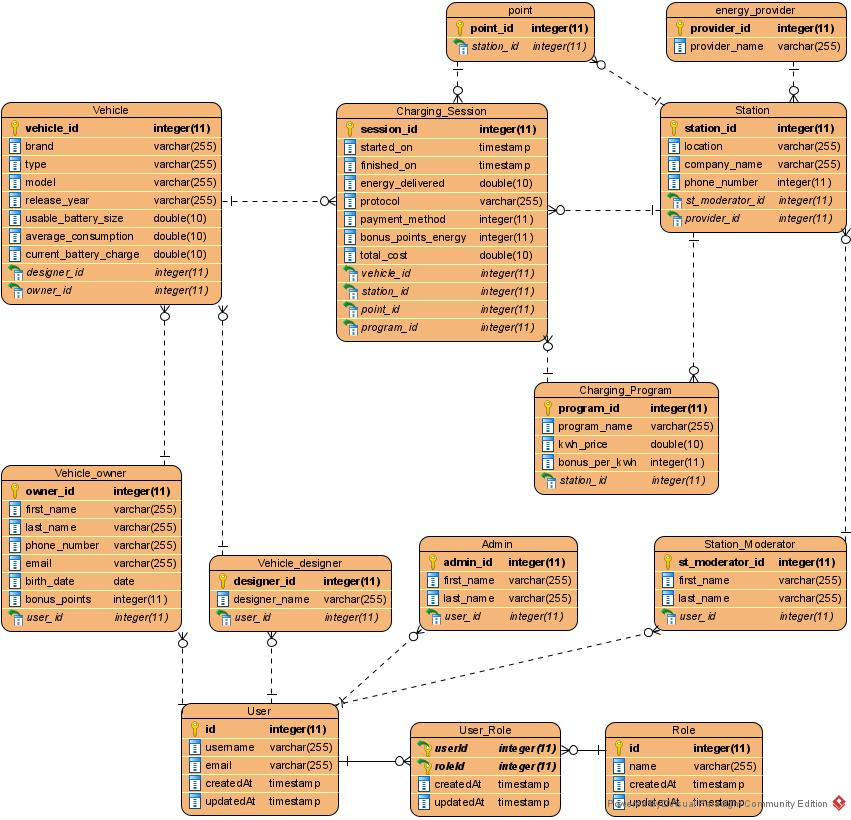 point
point_id integer(11)
station_id integer(11)
energy_provider
provider_id integer(11)
provider_name varchar(255)
Vehicle
vehicle_id integer(11)
brand varchar(255)
type varchar(255)
model varchar(255)
release_year varchar(255)
usable_battery_size double(10)
average_consumption double(10)
current_battery_charge double(10)
designer_id integer(11)
owner_id integer(11)
Charging_Session
session_id integer(11)
started_on timestamp
finished_on timestamp
energy_delivered double(10)
protocol varchar(255)
payment_method integer(11)
bonus_points_energy integer(11)
total_cost double(10)
vehicle_id integer(11)
station_id integer(11)
point_id integer(11)
program_id integer(11)
Station
station_id integer(11)
location varchar(255)
company_name varchar(255)
phone_number integer(11)
st_moderator_id integer(11)
provider_id integer(11)
Charging_Program
program_id integer(11)
program_name varchar(255)
kwh_price double(10)
bonus_per_kwh integer(11)
station_id integer(11)
Vehicle_owner
owner_id integer(11)
first_name varchar(255)
last_name varchar(255)
phone_number varchar(255)
email varchar(255)
birth_date date
bonus_points integer(11)
user_id integer(11)
Vehicle_designer
designer_id integer(11)
designer_name varchar(255)
user_id integer(11)
Admin
admin_id integer(11)
first_name varchar(255)
last_name varchar(255)
user_id integer(11)
Station_Moderator
st_moderator_id integer(11)
first_name varchar(255)
last_name varchar(255)
user_id integer(11)
User
id integer(11)
username varchar(255)
email varchar(255)
createdAt timestamp
updatedAt timestamp
User_Role
userId integer(11)
roleId integer(11)
createdAt timestamp
updatedAt timestamp
Role
id integer(11)
name varchar(255)
createdAt timestamp
updatedAt timestamp
Powered By Visual Paradigm Community Edition